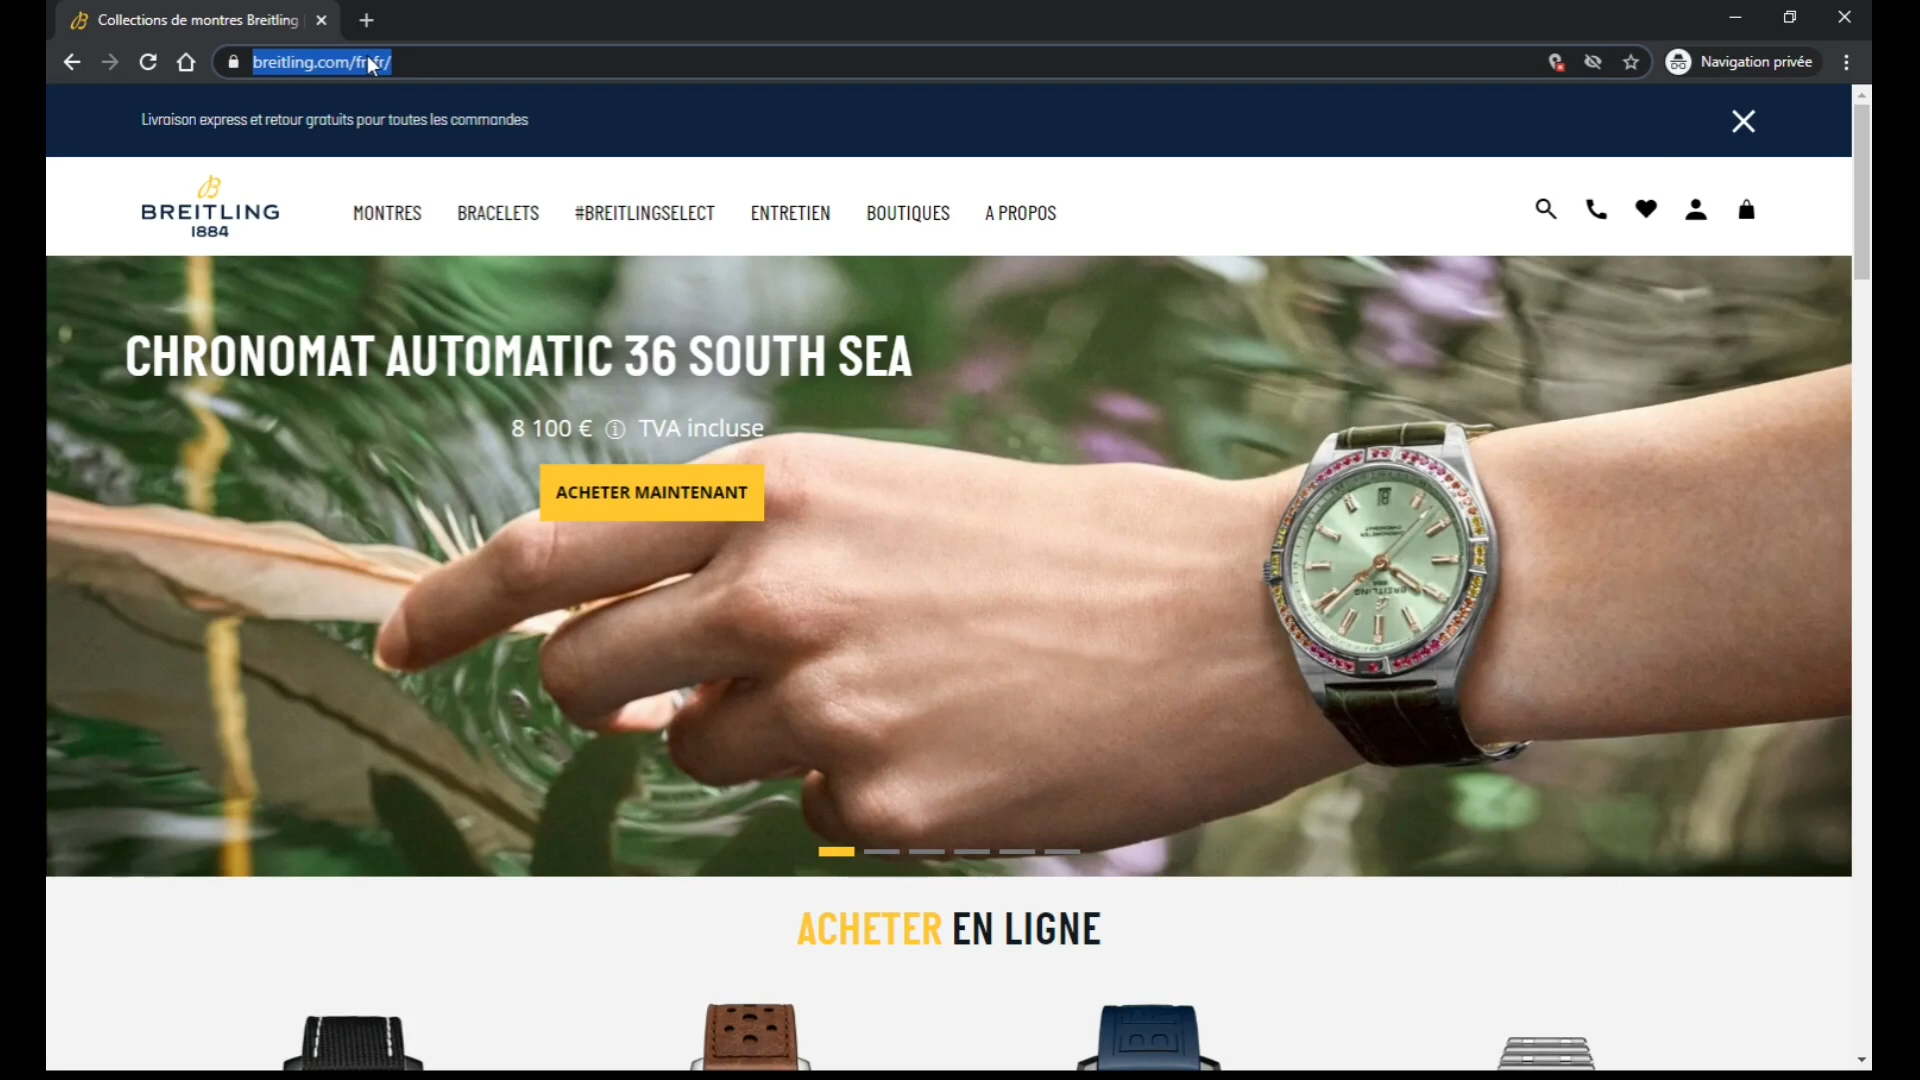 Collections de montres Breitling
breitling.com/fr-fr/
Navigation privée
Livraison express et retour gratuits pour toutes les commandes
B
BREITLING
1884
MONTRES
BRACELETS
#BREITLINGSELECT
ENTRETIEN
BOUTIQUES
A PROPOS
CHRONOMAT AUTOMATIC 36 SOUTH SEA
8 100 € ⓘ TVA incluse
ACHETER MAINTENANT
BREITLING
ACHETER EN LIGNE